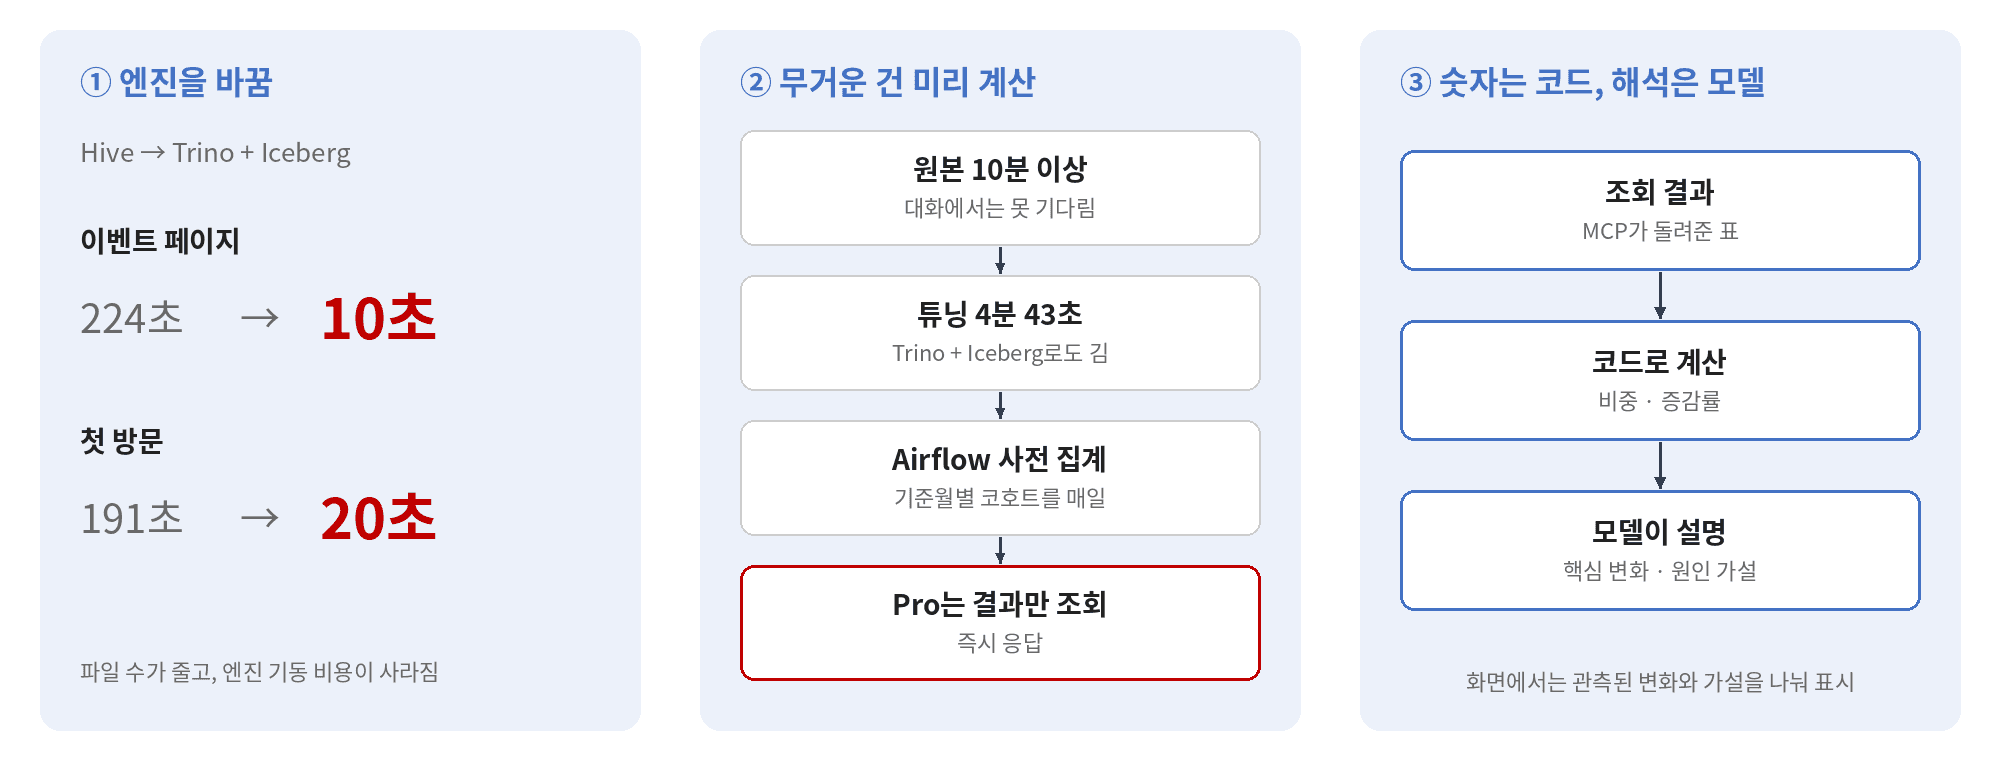 ① 엔진을 바꿈
Hive → Trino + Iceberg
이벤트 페이지
224초 → 10초
첫 방문
191초 → 20초
파일 수가 줄고, 엔진 기동 비용이 사라짐
② 무거운 건 미리 계산
원본 10분 이상
대화에서는 못 기다림
튜닝 4분 43초
Trino + Iceberg로도 김
Airflow 사전 집계
기준월별 코호트를 매일
Pro는 결과만 조회
즉시 응답
③ 숫자는 코드, 해석은 모델
조회 결과
MCP가 돌려준 표
코드로 계산
비중 · 증감률
모델이 설명
핵심 변화 · 원인 가설
화면에서는 관측된 변화와 가설을 나눠 표시